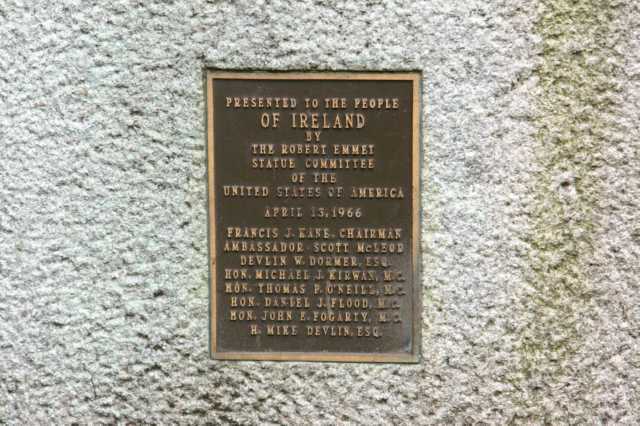 PRESENTED TO THE PEOPLE
OF IRELAND
BY
THE ROBERT EMMET
STATUE COMMITTEE
OF THE
UNITED STATES OF AMERICA
APRIL 13, 1966
FRANCIS J. KANE, CHAIRMAN
AMBASSADOR SCOTT McLEOD
DEVLIN W. DORMER, ESQ.
HON. MICHAEL J. KIRWAN, M.C.
HON. THOMAS P. O'NEILL, M.C.
HON. DANIEL J. FLOOD, M.C.
HON. JOHN E. FOGARTY, M.C.
H. MIKE DEVLIN, ESQ.